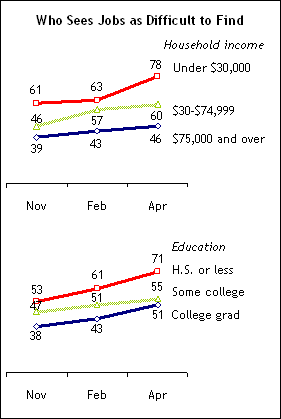 Who Sees Jobs as Difficult to Find
Household income
78
Under $30,000
61
63
$30-$74,999
46
57
60
$75,000 and over
39
43
46
Nov
Feb
Apr
Education
71
H.S. or less
53
61
Some college
47
51
55
College grad
38
43
51
Nov
Feb
Apr